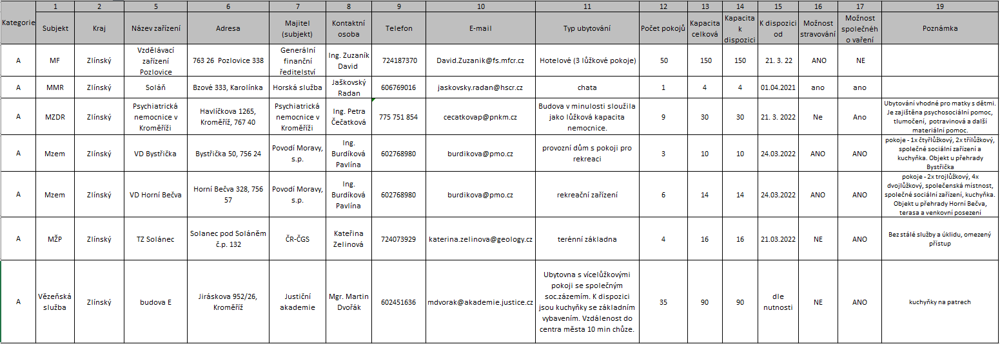 1 2 5 6 7 8 9 10 11 12 13 14 15 16 17 19
Kategorie Subjekt Kraj Název zařízení Adresa Majitel (subjekt) Kontaktní osoba Telefon E-mail Typ ubytování Počet pokojů Kapacita celková Kapacita k dispozici K dispozici od Možnost stravování Možnost společného vaření Poznámka
A MF Zlínský Vzdělávací zařízení Pozlovice 763 26 Pozlovice 338 Generální finanční ředitelství Ing. Zuzaník David 724187370 David.Zuzanik@fs.mfcr.cz Hotelové (3 lůžkové pokoje) 50 150 150 21. 3. 22 ANO NE
A MMR Zlínský Soláň Bzové 333, Karolínka Horská služba Jaškovský Radan 606769016 jaskovsky.radan@hscr.cz chata 1 4 4 01.04.2021 ano ano
A MZDR Zlínský Psychiatrická nemocnice v Kroměříži Havlíčkova 1265, Kroměříž, 767 40 Psychiatrická nemocnice v Kroměříži Ing. Petra Čečatková 775 751 854 cecatkovap@pnkm.cz Budova v minulosti sloužila jako lůžková kapacita nemocnice. 9 30 30 21. 3. 2022 Ne Ano Ubytování vhodné pro matky s dětmi. Je zajištěna psychosociální pomoc, tlumočení, potravinová a další materiální pomoc.
A Mzem Zlínský VD Bystřička Bystřička 50, 756 24 Povodí Moravy, s.p. Ing. Burdíková Pavlína 602768980 burdikova@pmo.cz provozní dům s pokoji pro rekreaci 3 10 10 24.03.2022 ANO ANO pokoje - 1x čtyřlůžkový, 2x třílůžkový, společné sociální zařízení a kuchyňka. Objekt u přehrady Bystřička
A Mzem Zlínský VD Horní Bečva Horní Bečva 328, 756 57 Povodí Moravy, s.p. Ing. Burdíková Pavlína 602768980 burdikova@pmo.cz rekreační zařízení 6 14 14 24.03.2022 ANO ANO pokoje - 2x trojlůžkový, 4x dvojlůžkový, společenská místnost, společné sociální zařízení, kuchyňka. Objekt u přehrady Horní Bečva, terasa a venkovní posezení
A MŽP Zlínský TZ Solánec Solanec pod Soláněm č.p. 132 ČR-ČGS Kateřina Zelinová 724073929 katerina.zelinova@geology.cz terénní základna 4 16 16 21.03.2022 NE ANO Bez stálé služby a úklidu, omezený přístup
A Vězeňská služba Zlínský budova E Jiráskova 952/26, Kroměříž Justiční akademie Mgr. Martin Dvořák 602451636 mdvorak@akademie.justice.cz Ubytovna s vícelůžkovými pokoji se společným soc.zázemím. K dispozici jsou kuchyňky se základním vybavením. Vzdálenost do centra města 10 min chůze. 35 90 90 dle nutnosti NE ANO kuchyňky na patrech